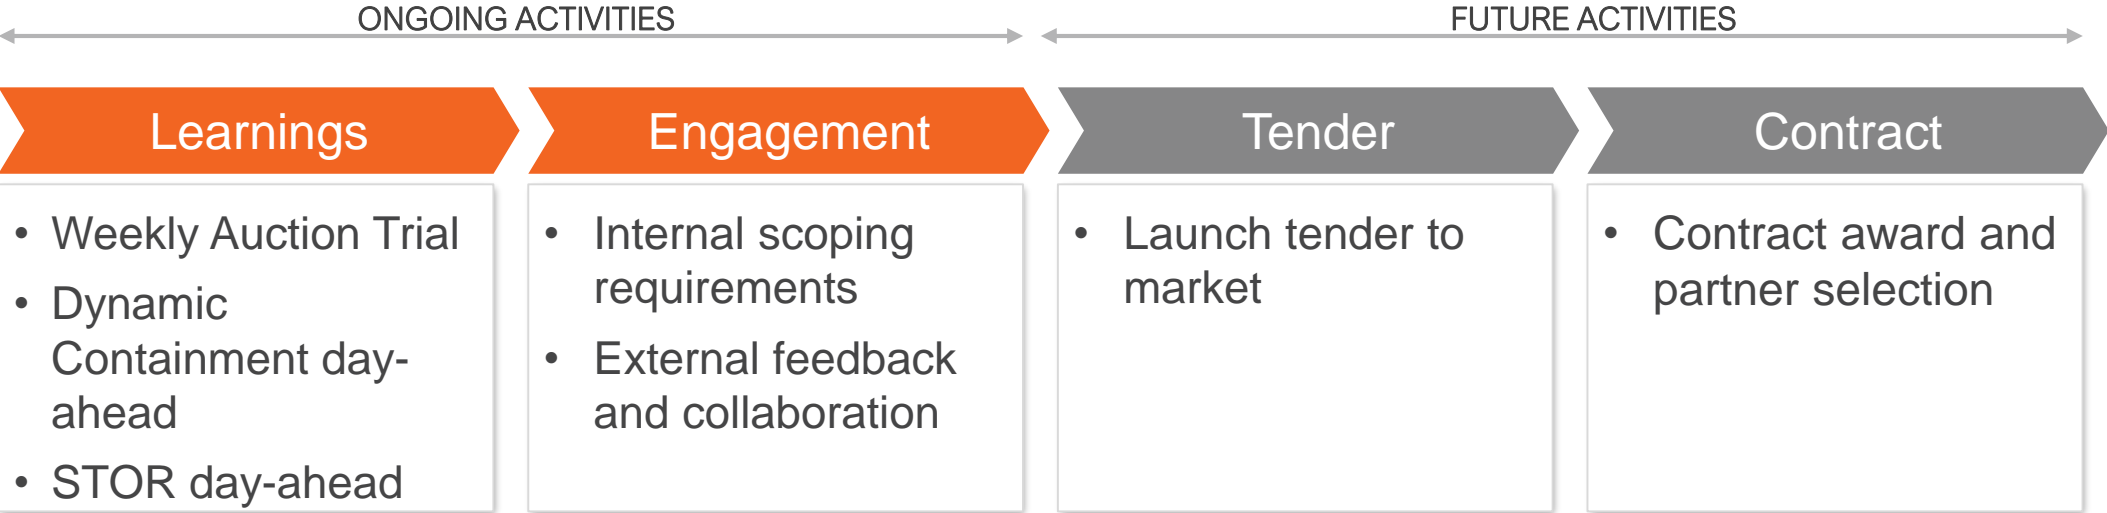 ONGOING ACTIVITIES
FUTURE ACTIVITIES
Learnings
Engagement
Tender
Contract
• Weekly Auction Trial
• Dynamic
Containment day-
ahead
• STOR day-ahead
• Internal scoping
requirements
• External feedback
and collaboration
• Launch tender to
market
• Contract award and
partner selection